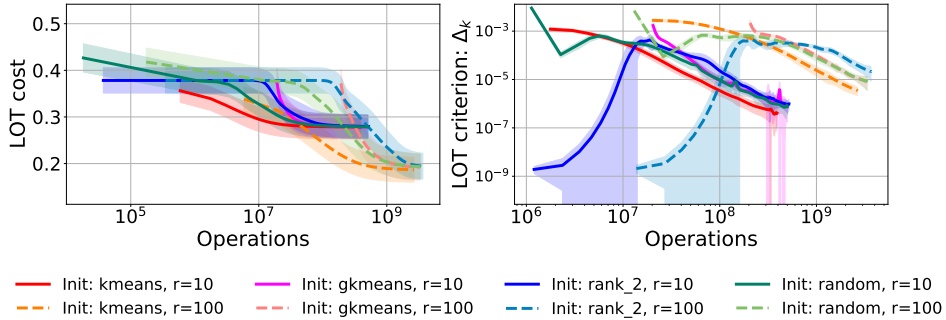 0.5
0.4
0.3
0.2
LOT cost
10^5
10^7
10^9
Operations
10^−3
10^−5
10^−7
10^−9
LOT criterion: Δ_k
10^6
10^7
10^8
10^9
Operations
Init: kmeans, r=10
Init: gkmeans, r=10
Init: rank_2, r=10
Init: random, r=10
Init: kmeans, r=100
Init: gkmeans, r=100
Init: rank_2, r=100
Init: random, r=100